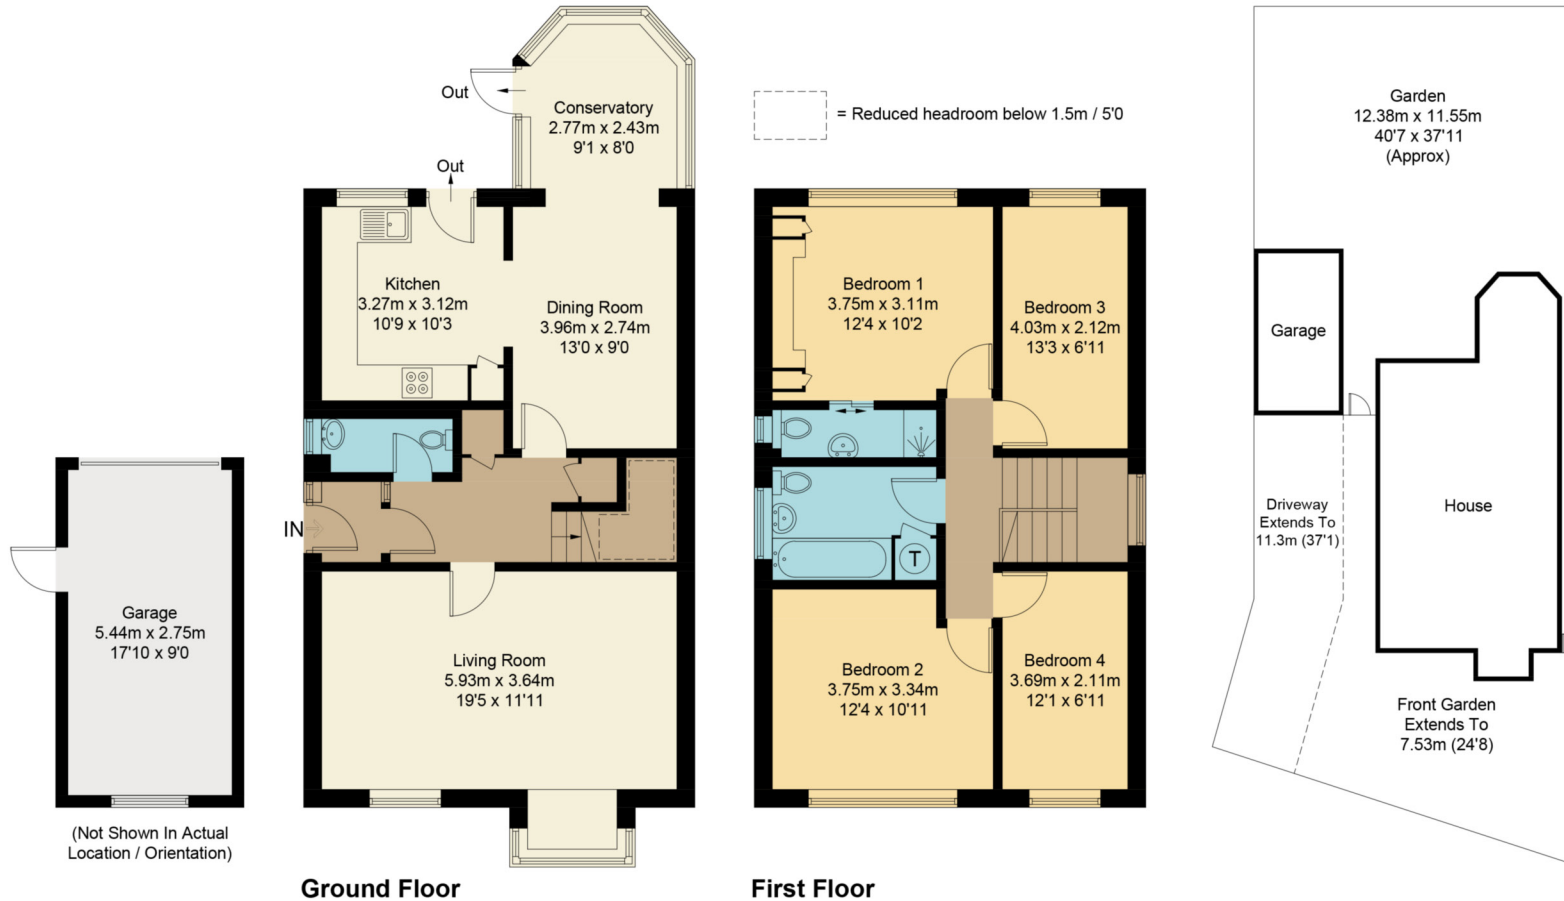 Out
Conservatory
2.77m x 2.43m
9'1 x 8'0
Out
Kitchen
3.27m x 3.12m
10'9 x 10'3
Dining Room
3.96m x 2.74m
13'0 x 9'0
IN
Living Room
5.93m x 3.64m
19'5 x 11'11
Garage
5.44m x 2.75m
17'10 x 9'0
(Not Shown In Actual
Location / Orientation)
Ground Floor
= Reduced headroom below 1.5m / 5'0
Bedroom 1
3.75m x 3.11m
12'4 x 10'2
Bedroom 3
4.03m x 2.12m
13'3 x 6'11
T
Bedroom 2
3.75m x 3.34m
12'4 x 10'11
Bedroom 4
3.69m x 2.11m
12'1 x 6'11
First Floor
Garden
12.38m x 11.55m
40'7 x 37'11
(Approx)
Garage
House
Driveway
Extends To
11.3m (37'1)
Front Garden
Extends To
7.53m (24'8)